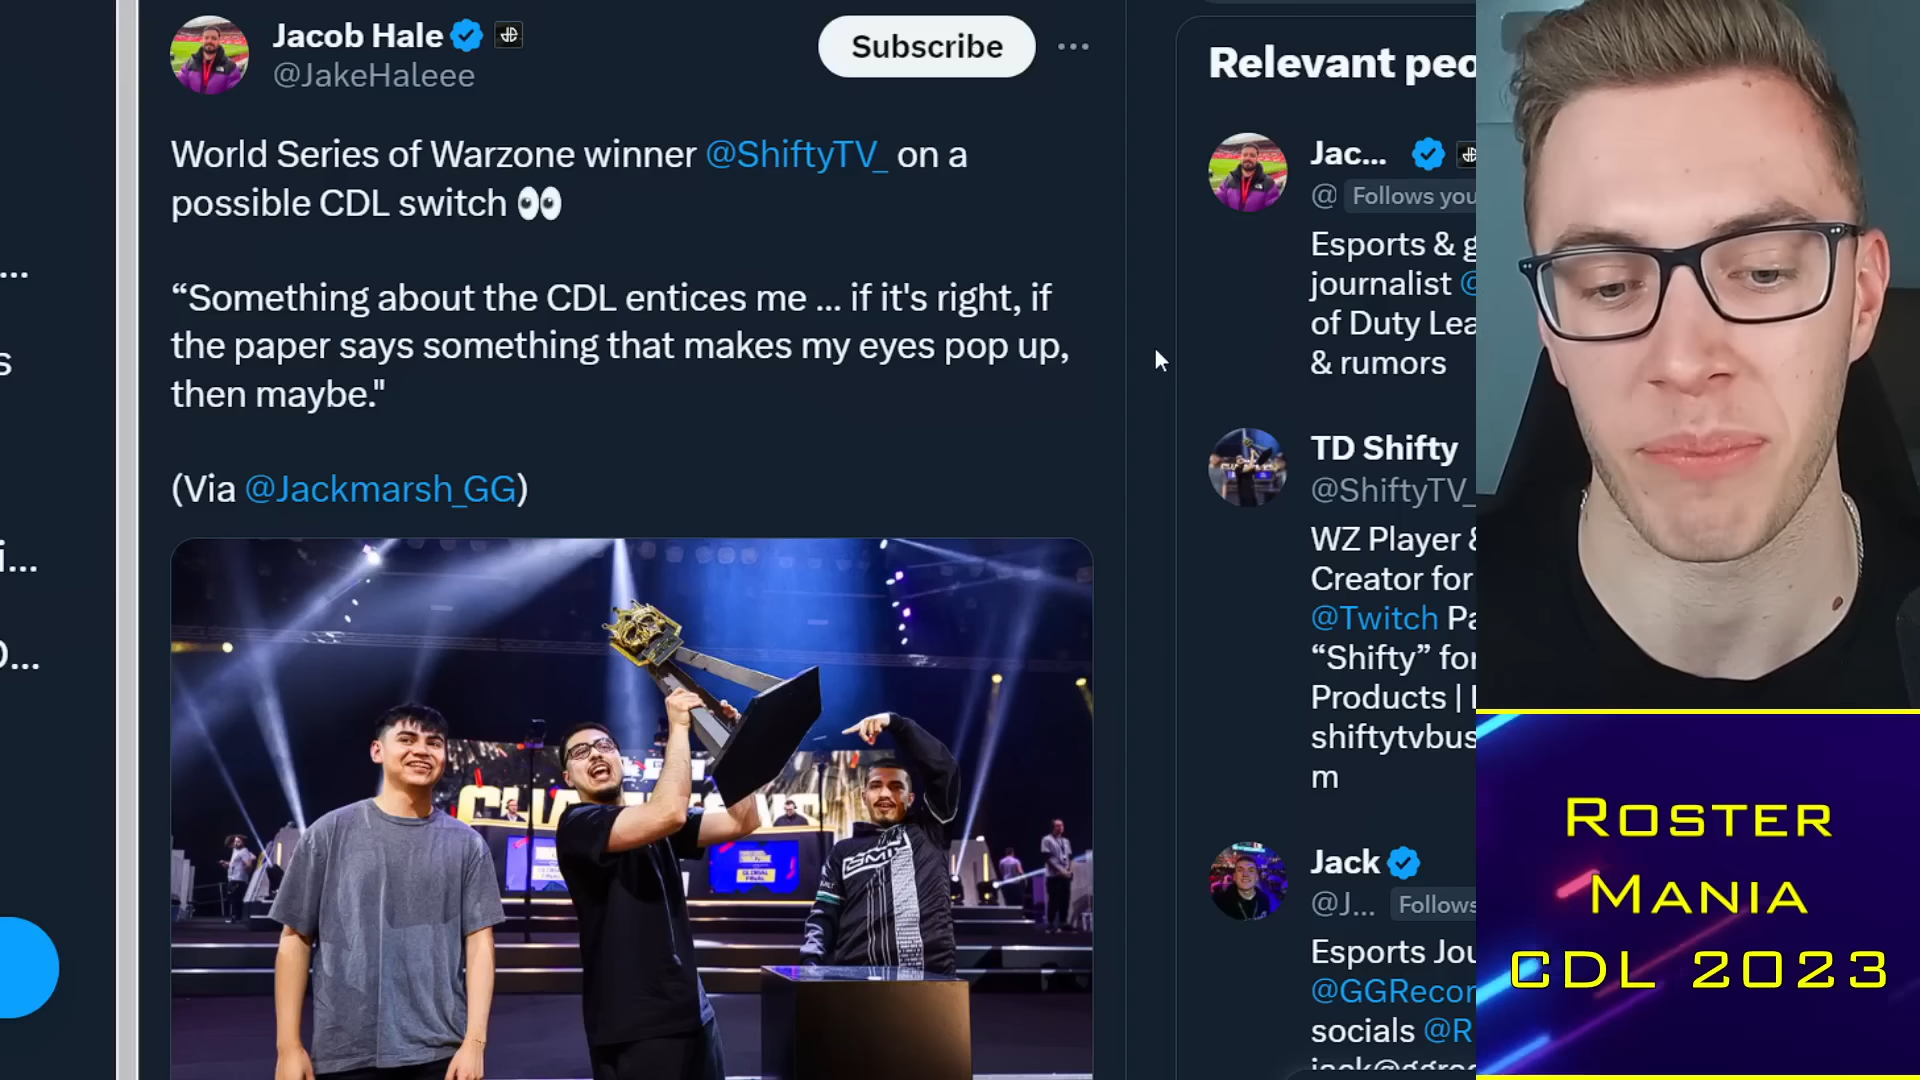 Jacob Hale
@JakeHaleee
Subscribe
World Series of Warzone winner @ShiftyTV_ on a
possible CDL switch 👀
“Something about the CDL entices me ... if it's right, if
the paper says something that makes my eyes pop up,
then maybe."
(Via @Jackmarsh_GG)
...
s
i...
...
Relevant peo
Jac...
@ Follows you
Esports & g
journalist @
of Duty Lea
& rumors
TD Shifty
@ShiftyTV_
WZ Player &
Creator for
@Twitch Pa
“Shifty” for
Products |
shiftytvbus
m
Jack
@J... Follows
Esports Jou
@GGRecor
socials @R
ROSTER
MANIA
CDL 2023